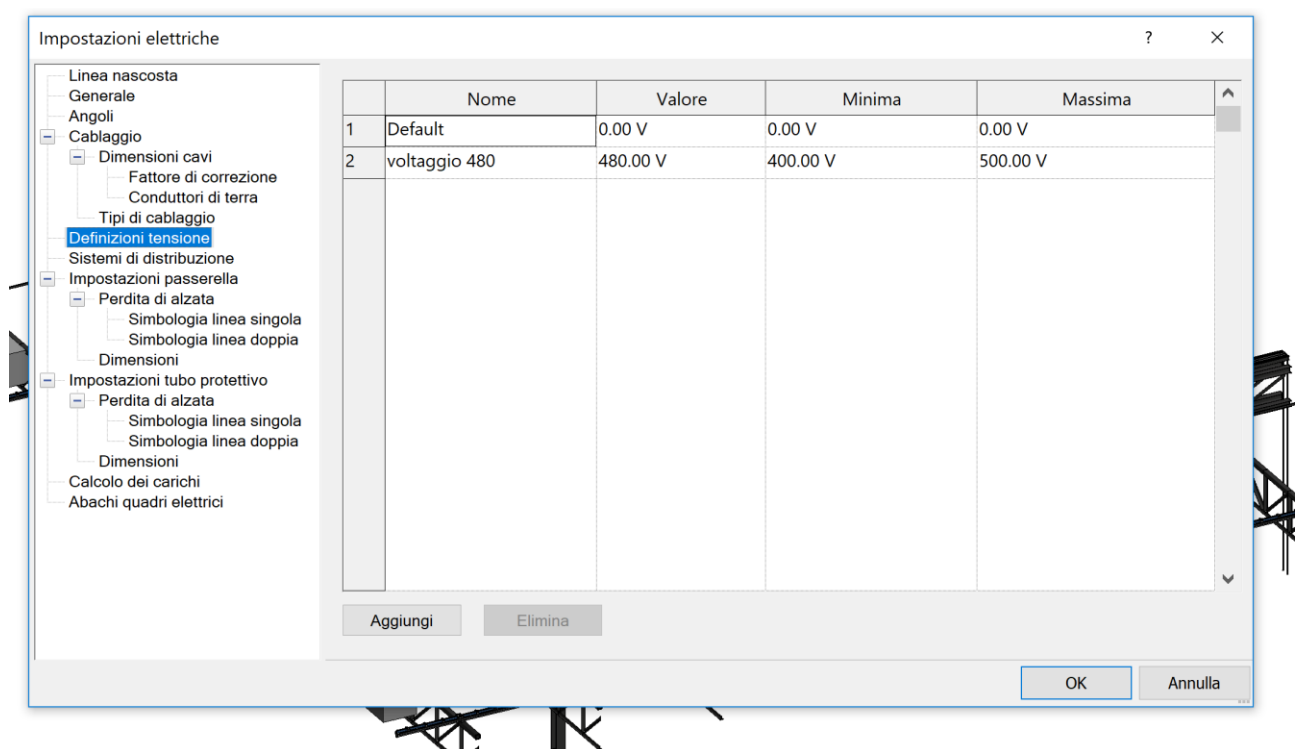 Impostazioni elettriche
?
Linea nascosta
Generale
Angoli
Cablaggio
Dimensioni cavi
Fattore di correzione
Conduttori di terra
Tipi di cablaggio
Definizioni tensione
Sistemi di distribuzione
Impostazioni passerella
Perdita di alzata
Simbologia linea singola
Simbologia linea doppia
Dimensioni
Impostazioni tubo protettivo
Perdita di alzata
Simbologia linea singola
Simbologia linea doppia
Dimensioni
Calcolo dei carichi
Abachi quadri elettrici
Nome Valore Minima Massima
1 Default 0.00 V 0.00 V 0.00 V
2 voltaggio 480 480.00 V 400.00 V 500.00 V
Aggiungi Elimina
OK Annulla